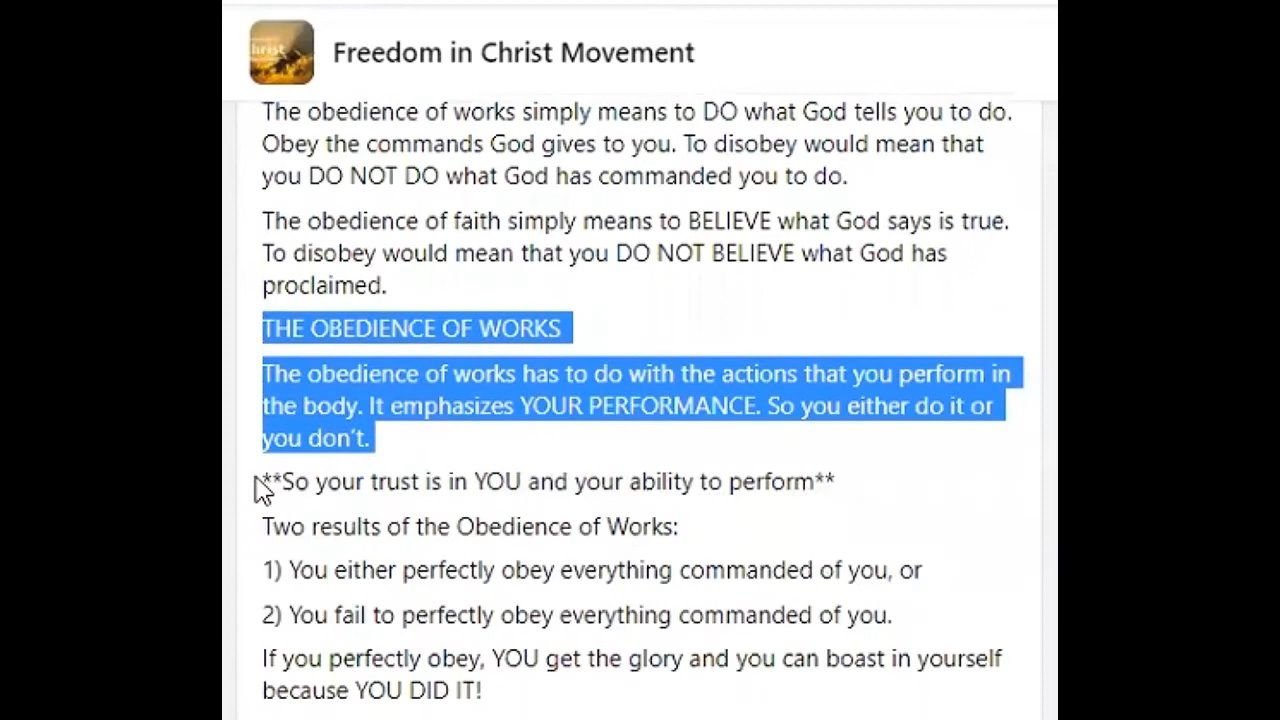 hrist
Freedom in Christ Movement
The obedience of works simply means to DO what God tells you to do.
Obey the commands God gives to you. To disobey would mean that
you DO NOT DO what God has commanded you to do.
The obedience of faith simply means to BELIEVE what God says is true.
To disobey would mean that you DO NOT BELIEVE what God has
proclaimed.
THE OBEDIENCE OF WORKS
The obedience of works has to do with the actions that you perform in
the body. It emphasizes YOUR PERFORMANCE. So you either do it or
you don't.
**So your trust is in YOU and your ability to perform**
Two results of the Obedience of Works:
1) You either perfectly obey everything commanded of you, or
2) You fail to perfectly obey everything commanded of you.
If you perfectly obey, YOU get the glory and you can boast in yourself
because YOU DID IT!